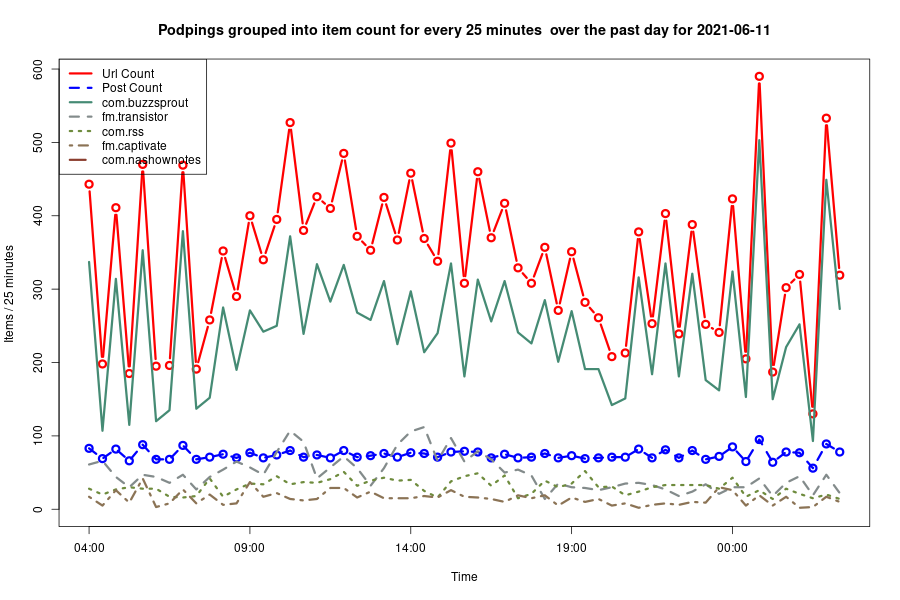 Podpings grouped into item count for every 25 minutes  over the past day for 2021-06-11
Items / 25 minutes
600
500
400
300
200
100
0
Url Count
Post Count
com.buzzsprout
fm.transistor
com.rss
fm.captivate
com.nashownotes
04:00
09:00
14:00
19:00
00:00
Time